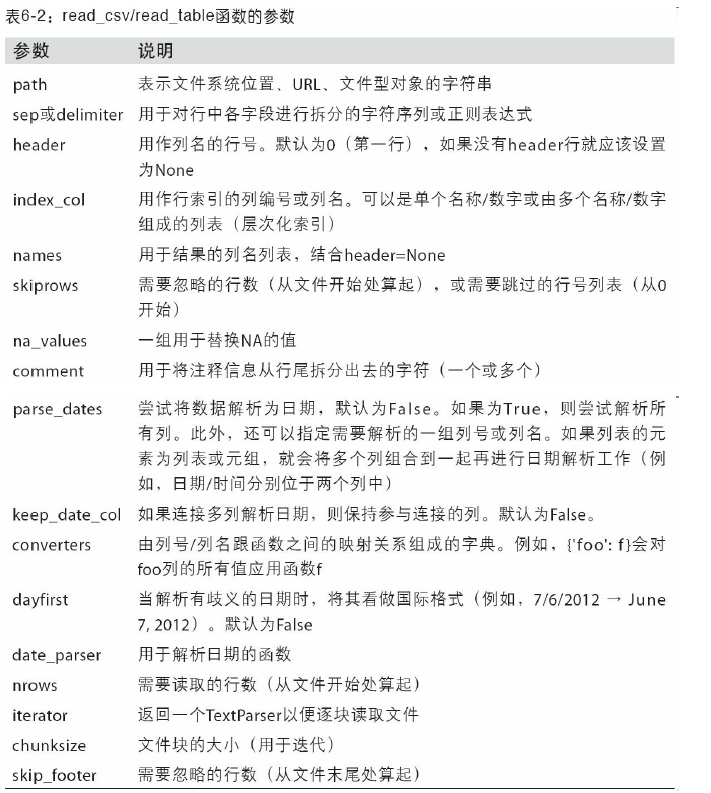 表6-2：read_csv/read_table函数的参数
参数 说明
path 表示文件系统位置、URL、文件型对象的字符串
sep或delimiter 用于对行中各字段进行拆分的字符序列或正则表达式
header 用作列名的行号。默认为0（第一行），如果没有header行就应该设置
为None
index_col 用作行索引的列编号或列名。可以是单个名称/数字或由多个名称/数字
组成的列表（层次化索引）
names 用于结果的列名列表，结合header=None
skiprows 需要忽略的行数（从文件开始处算起），或需要跳过的行号列表（从0
开始）
na_values 一组用于替换NA的值
comment 用于将注释信息从行尾拆分出去的字符（一个或多个）
parse_dates 尝试将数据解析为日期，默认为False。如果为True，则尝试解析所
有列。此外，还可以指定需要解析的一组列号或列名。如果列表的元
素为列表或元组，就会将多个列组合到一起再进行日期解析工作（例
如，日期/时间分别位于两个列中）
keep_date_col 如果连接多列解析日期，则保持参与连接的列。默认为False。
converters 由列号/列名跟函数之间的映射关系组成的字典。例如，{'foo': f}会对
foo列的所有值应用函数f
dayfirst 当解析有歧义的日期时，将其看做国际格式（例如，7/6/2012 → June
7, 2012）。默认为False
date_parser 用于解析日期的函数
nrows 需要读取的行数（从文件开始处算起）
iterator 返回一个TextParser以便逐块读取文件
chunksize 文件块的大小（用于迭代）
skip_footer 需要忽略的行数（从文件末尾处算起）